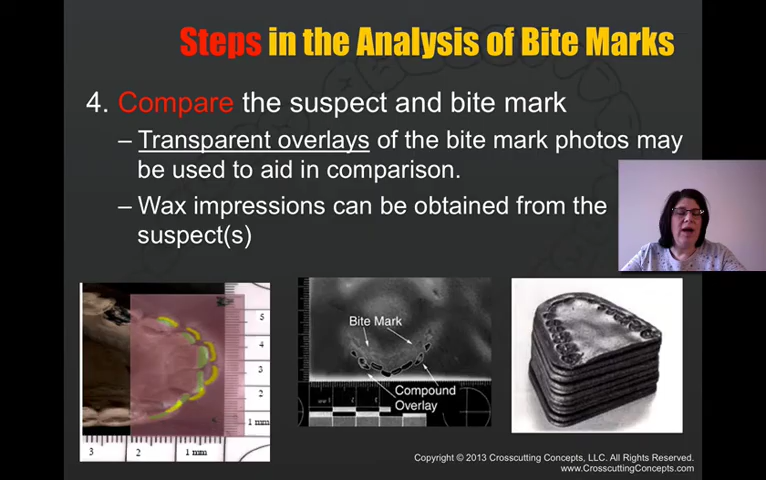 Steps in the Analysis of Bite Marks
4. Compare the suspect and bite mark
– Transparent overlays of the bite mark photos may
be used to aid in comparison.
– Wax impressions can be obtained from the
suspect(s)
5
4
3
2
1 mm
3 2 1 mm
Bite Mark
Compound
Overlay
Copyright © 2013 Crosscutting Concepts, LLC. All Rights Reserved.
www.CrosscuttingConcepts.com